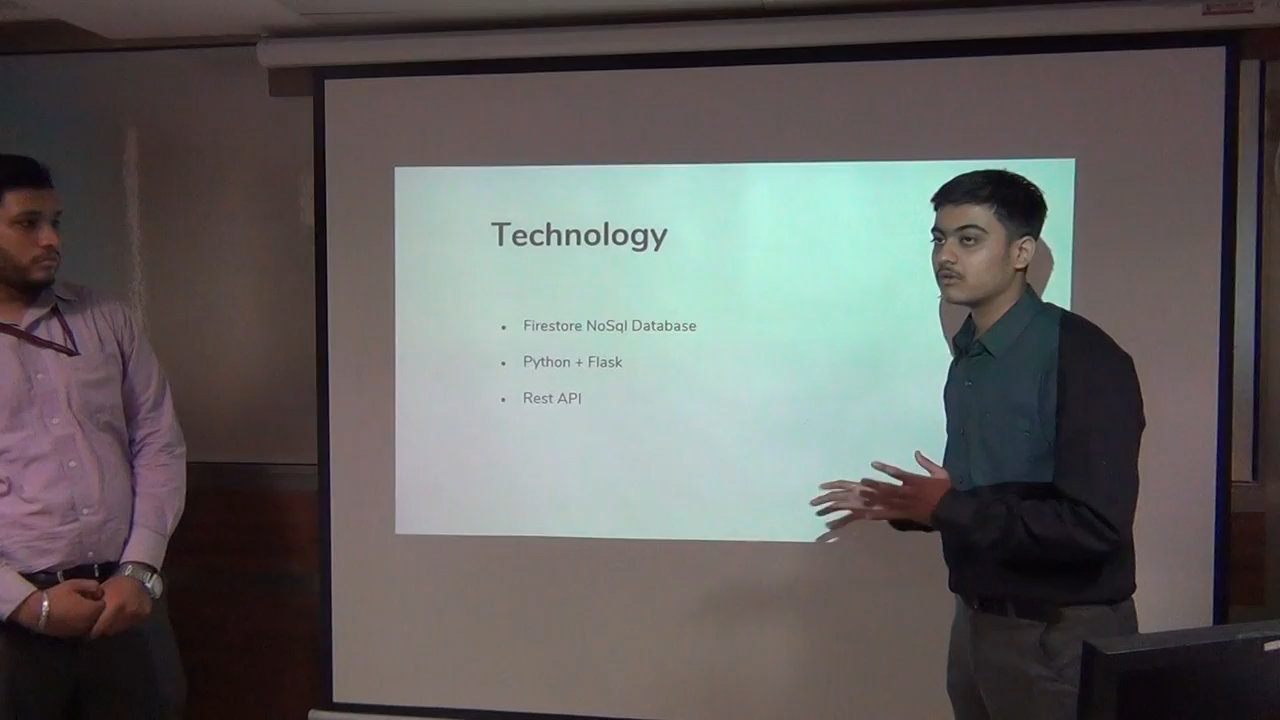 Technology
• Firestore NoSql Database
• Python + Flask
• Rest API